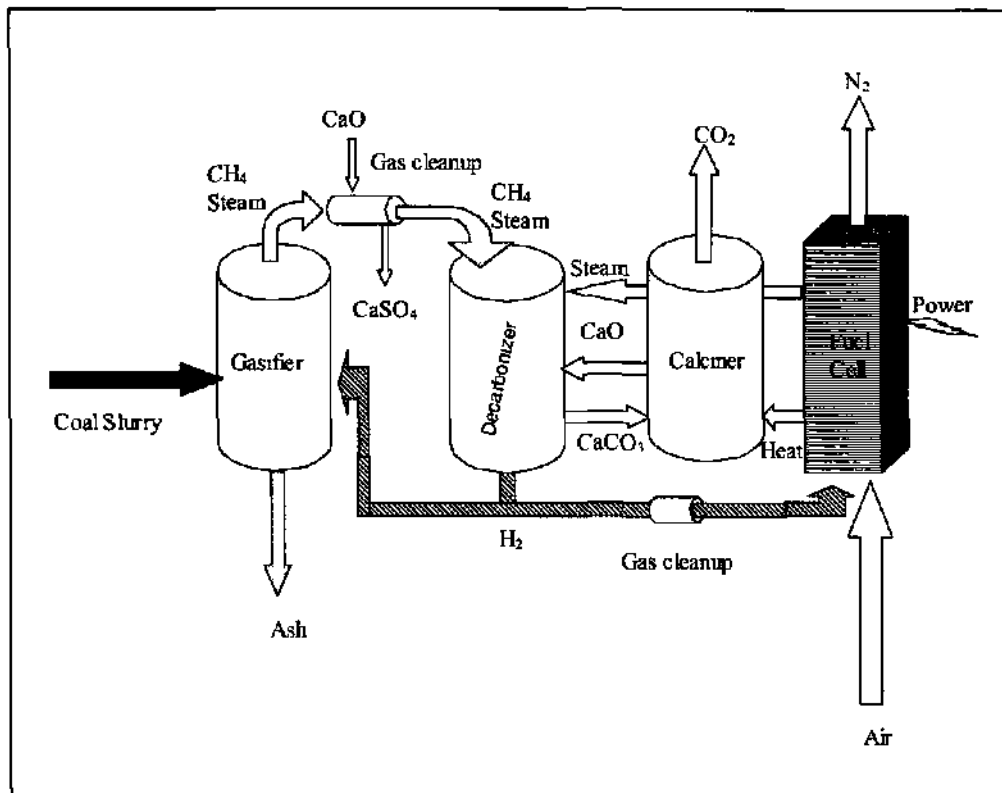 N₂
CaO
CO₂
Gas cleanup
CH₄
Steam
CH₄
Steam
Steam
CaSO₄
CaO
Power
Gasifier
Decarbonizer
Calciner
Fuel
Cell
Coal Slurry
CaCO₃
Heat
H₂
Gas cleanup
Ash
Air